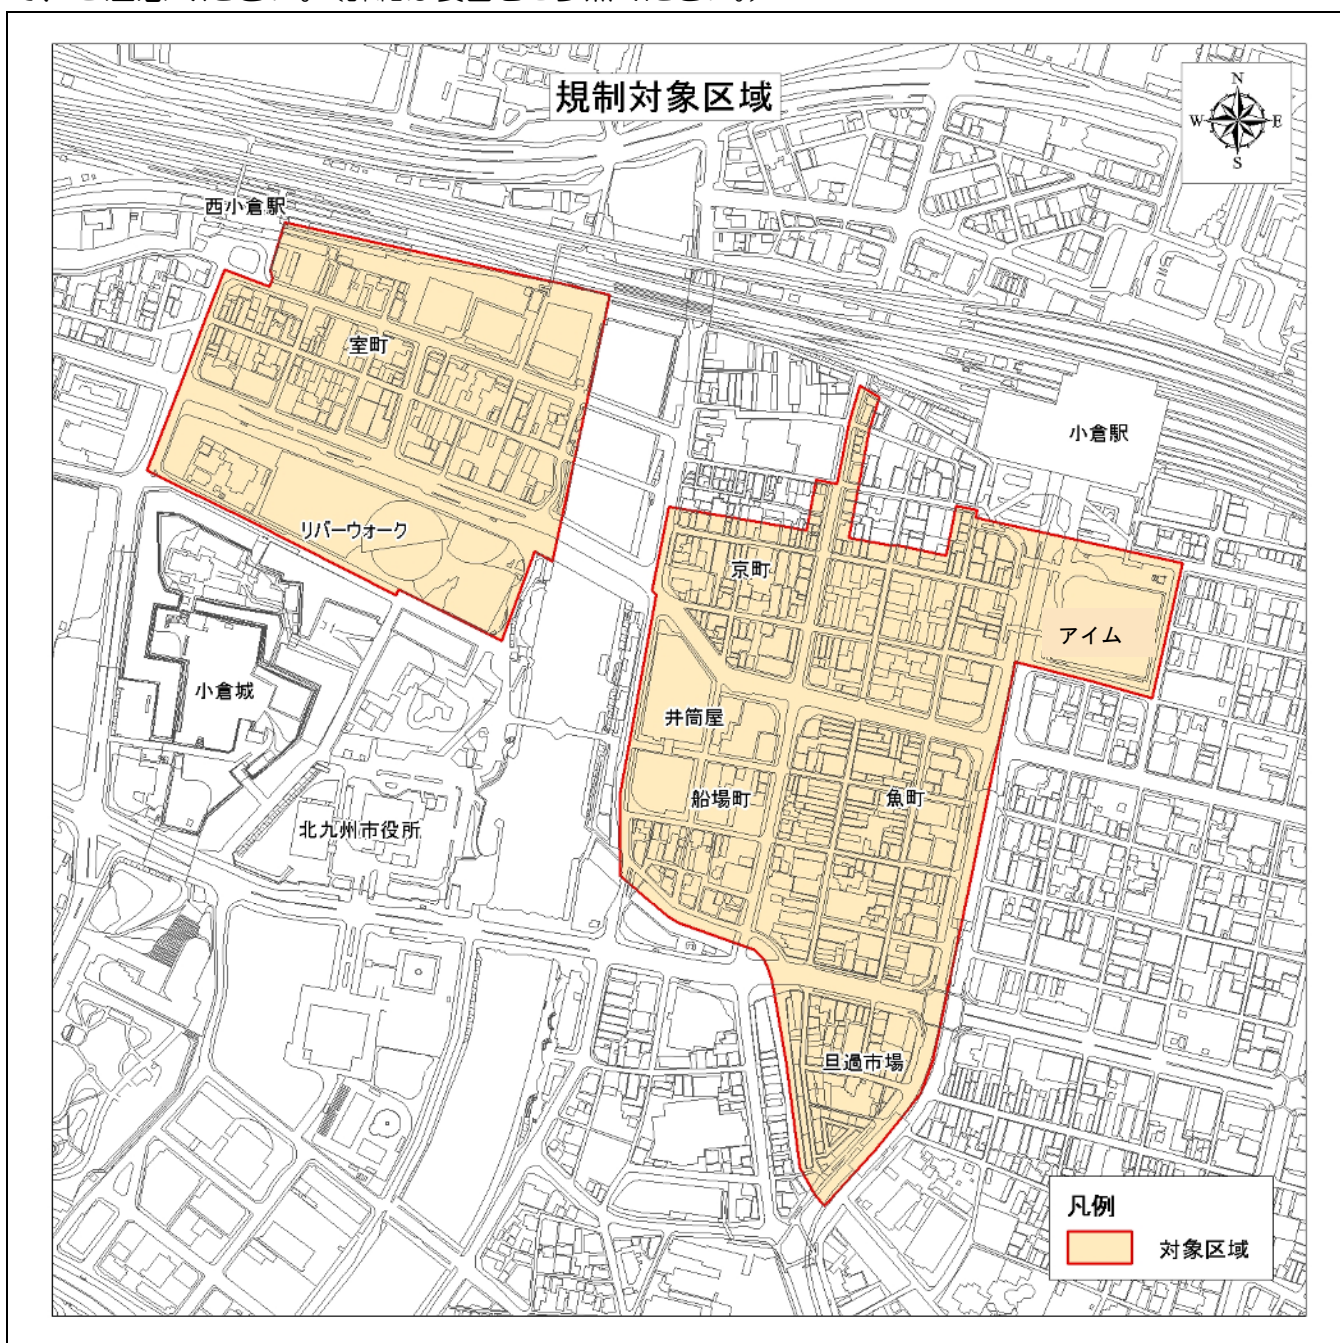 規制対象区域
N
W E
S
西小倉駅
室町
小倉駅
リバーウォーク
京町
アイム
小倉城
井筒屋
船場町
魚町
北九州市役所
旦過市場
凡例
対象区域